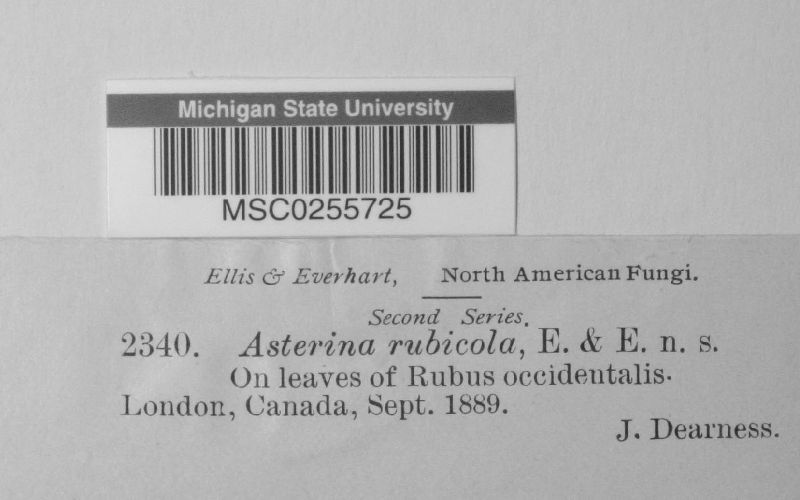 Michigan State University
MSC0255725
Ellis & Everhart, North American Fungi.
Second Series.
2340. Asterina rubicola, E. & E. n. s.
On leaves of Rubus occidentalis.
London, Canada, Sept. 1889.
J. Dearness.